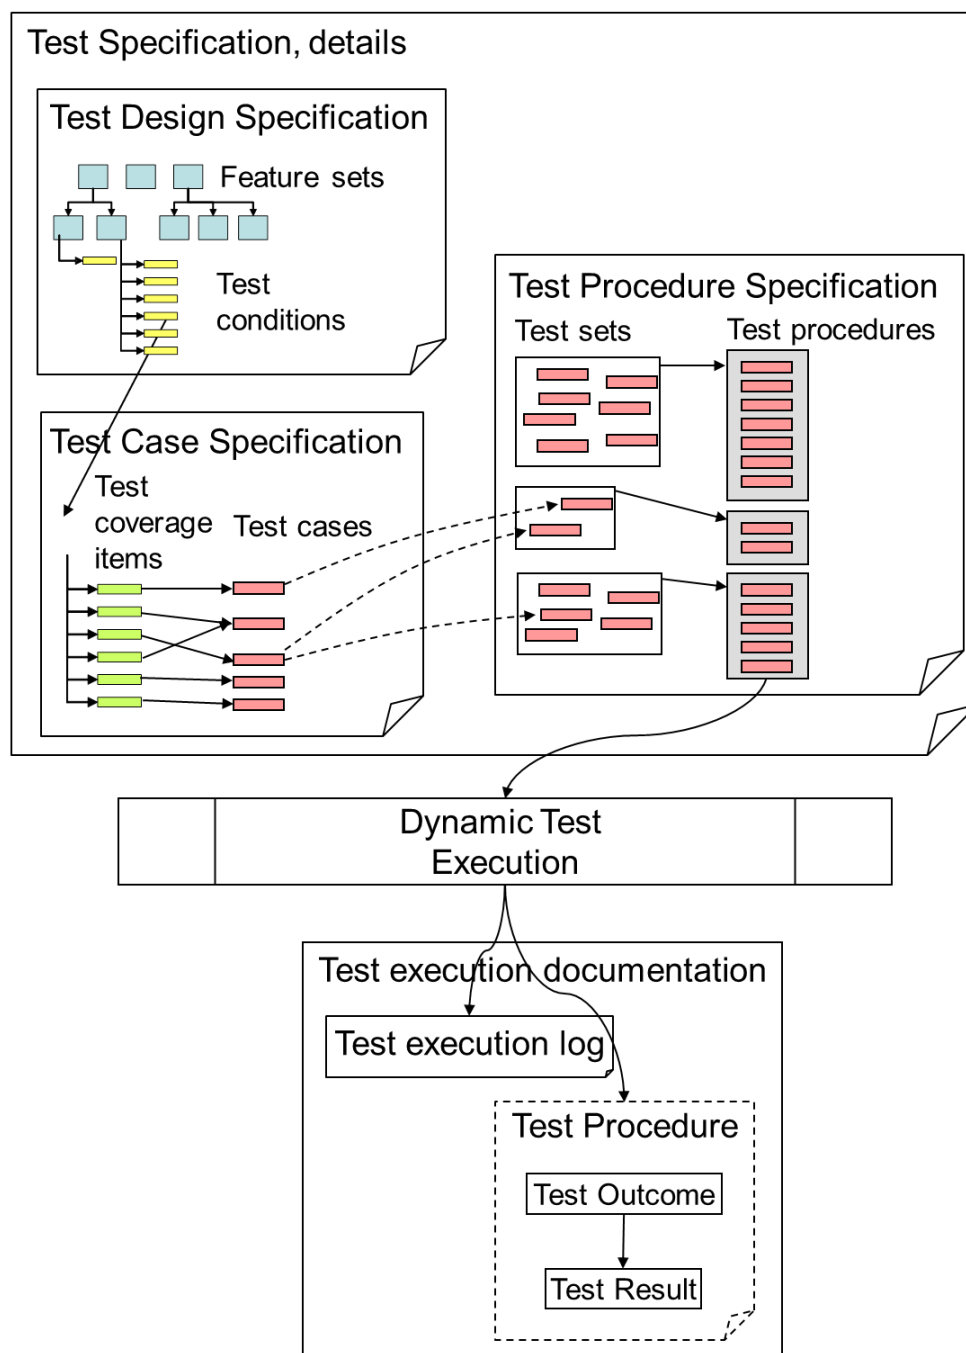 Test Specification, details
Test Design Specification
Feature sets
Test
conditions
Test Procedure Specification
Test sets
Test procedures
Test Case Specification
Test
coverage
items
Test cases
Dynamic Test
Execution
Test execution documentation
Test execution log
Test Procedure
Test Outcome
Test Result